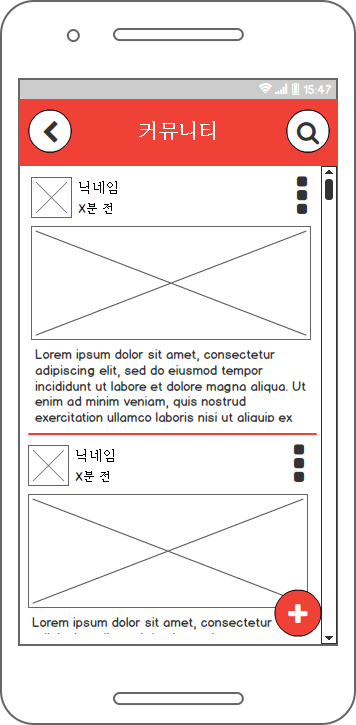 15:47
커뮤니티
닉네임
X분 전
Lorem ipsum dolor sit amet, consectetur
adipiscing elit, sed do eiusmod tempor
incididunt ut labore et dolore magna aliqua. Ut
enim ad minim veniam, quis nostrud
exercitation ullamco laboris nisi ut aliquip ex
닉네임
X분 전
Lorem ipsum dolor sit amet, consectetur